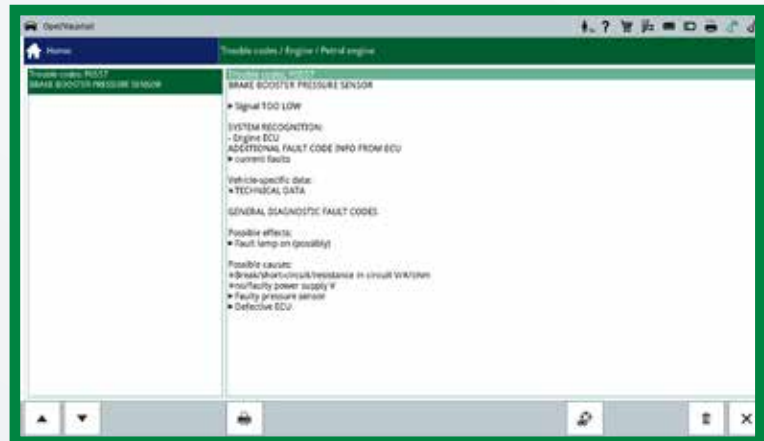 Opel/Vauxhall
?
Home
Trouble codes / Engine / Petrol engine
Trouble codes: P0557
BRAKE BOOSTER PRESSURE SENSOR
Trouble codes: P0557
BRAKE BOOSTER PRESSURE SENSOR
Signal TOO LOW
SYSTEM RECOGNITION:
- Engine ECU
ADDITIONAL FAULT CODE INFO FROM ECU
current faults
Vehicle-specific data:
TECHNICAL DATA
GENERAL DIAGNOSTIC FAULT CODES
Possible effects:
Fault lamp on (possibly)
Possible causes:
Break/short-circuit/resistance in circuit V/R/ohm
no/faulty power supply V
Faulty pressure sensor
Defective ECU